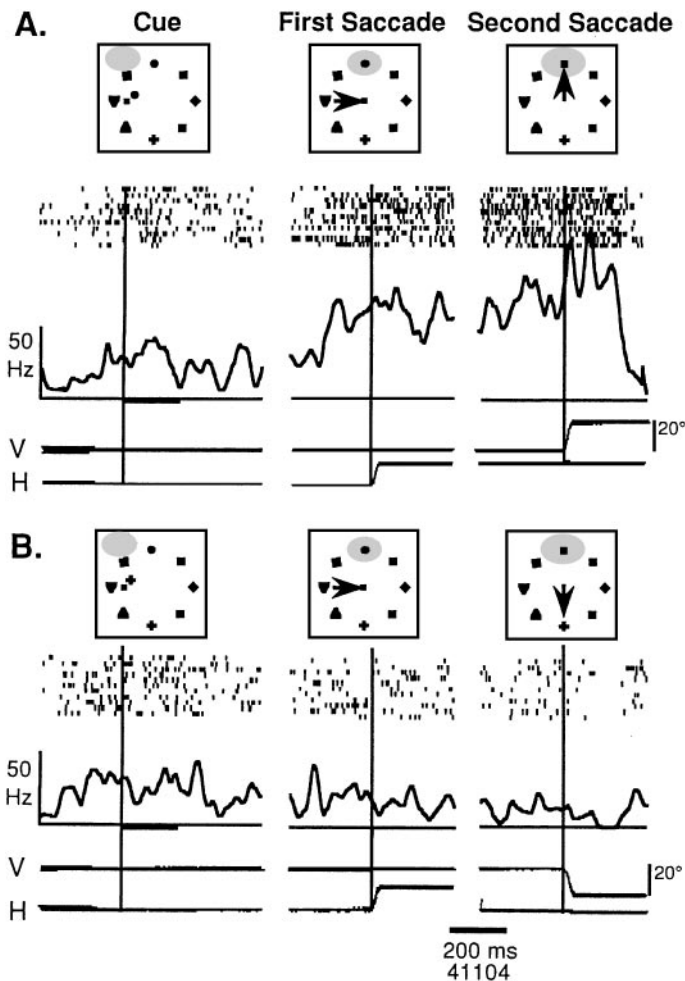 A.
Cue First Saccade Second Saccade
50
Hz
V
20°
H
B.
50
Hz
V
20°
H
200 ms
41104